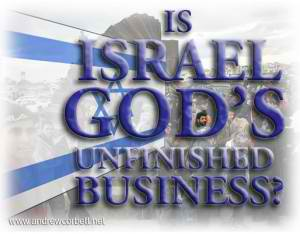 IS
ISRAEL
GOD'S
UNFINISHED
BUSINESS?
www.andrewcorbett.net